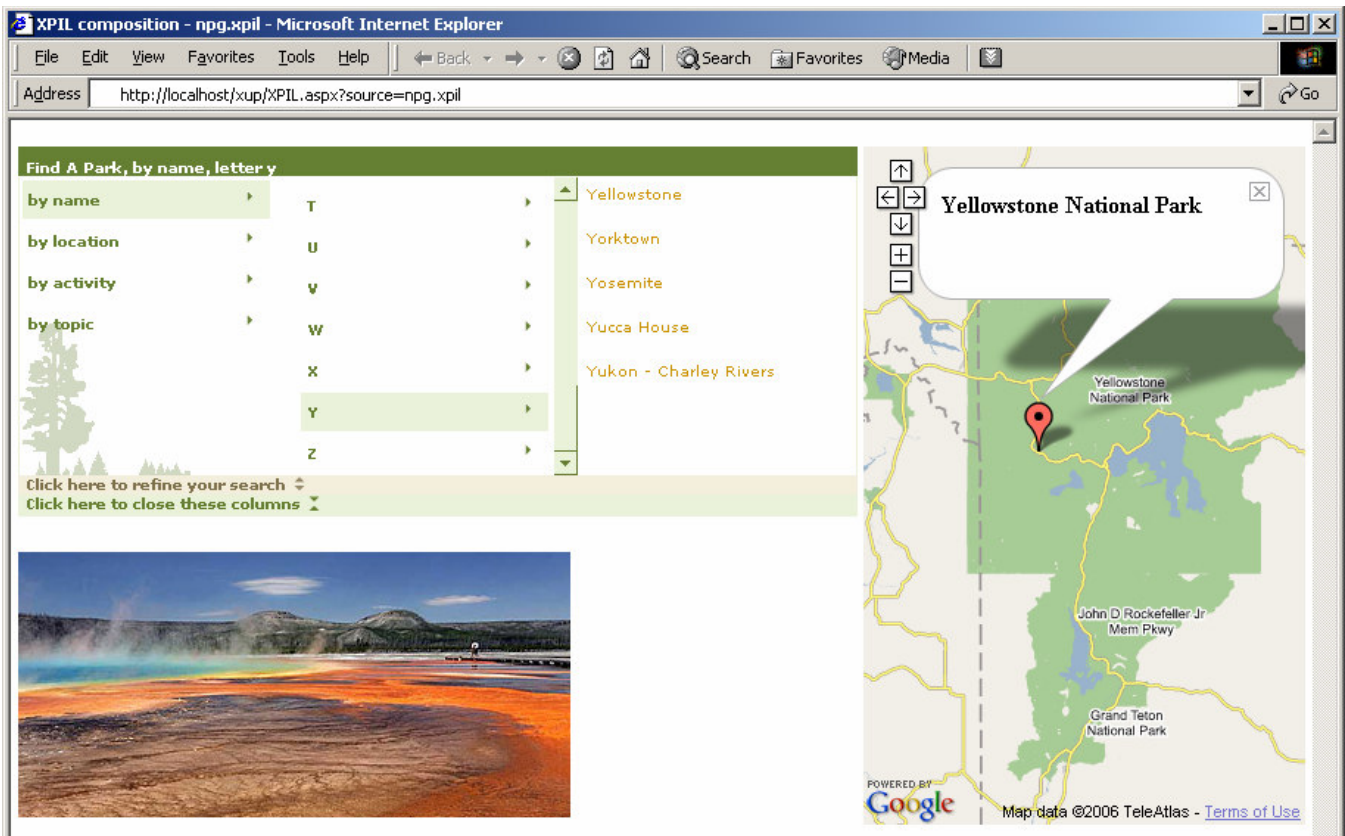 XPIL composition - npg.xpil - Microsoft Internet Explorer
File Edit View Favorites Tools Help Back Search Favorites Media
Address http://localhost/xup/XPIL.aspx?source=npg.xpil Go
Find A Park, by name, letter y
by name
by location
by activity
by topic
T
U
V
W
X
Y
Z
Yellowstone
Yorktown
Yosemite
Yucca House
Yukon - Charley Rivers
Click here to refine your search
Click here to close these columns
Yellowstone National Park
Yellowstone
National Park
John D Rockefeller Jr
Mem Pkwy
Grand Teton
National Park
POWERED BY
Google
Map data ©2006 TeleAtlas - Terms of Use